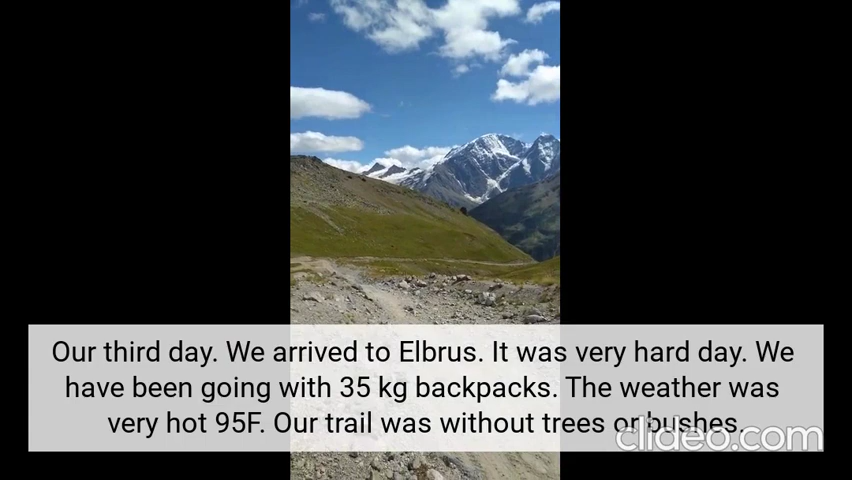 Our third day. We arrived to Elbrus. It was very hard day. We
have been going with 35 kg backpacks. The weather was
very hot 95F. Our trail was without trees or bushes.
clideo.com